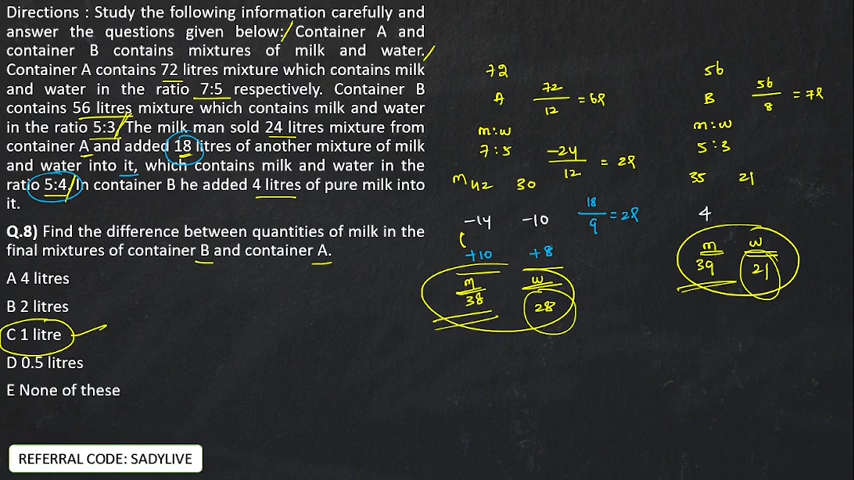 Directions : Study the following information carefully and
answer the questions given below: Container A and
container B contains mixtures of milk and water.
Container A contains 72 litres mixture which contains milk
and water in the ratio 7:5 respectively. Container B
contains 56 litres mixture which contains milk and water
in the ratio 5:3. The milk man sold 24 litres mixture from
container A and added 18 litres of another mixture of milk
and water into it, which contains milk and water in the
ratio 5:4. In container B he added 4 litres of pure milk into
it.
Q.8) Find the difference between quantities of milk in the
final mixtures of container B and container A.
A 4 litres
B 2 litres
C 1 litre
D 0.5 litres
E None of these
REFERRAL CODE: SADYLIVE
72
A 72/12 = 6l
m:w
7:5 -24/12 = 2l
m 42 30
-14 -10 18/9 = 2l
+10 +8
m w
38 28
56
B 56/8 = 7l
m:w
5:3
35 21
4
m w
39 21